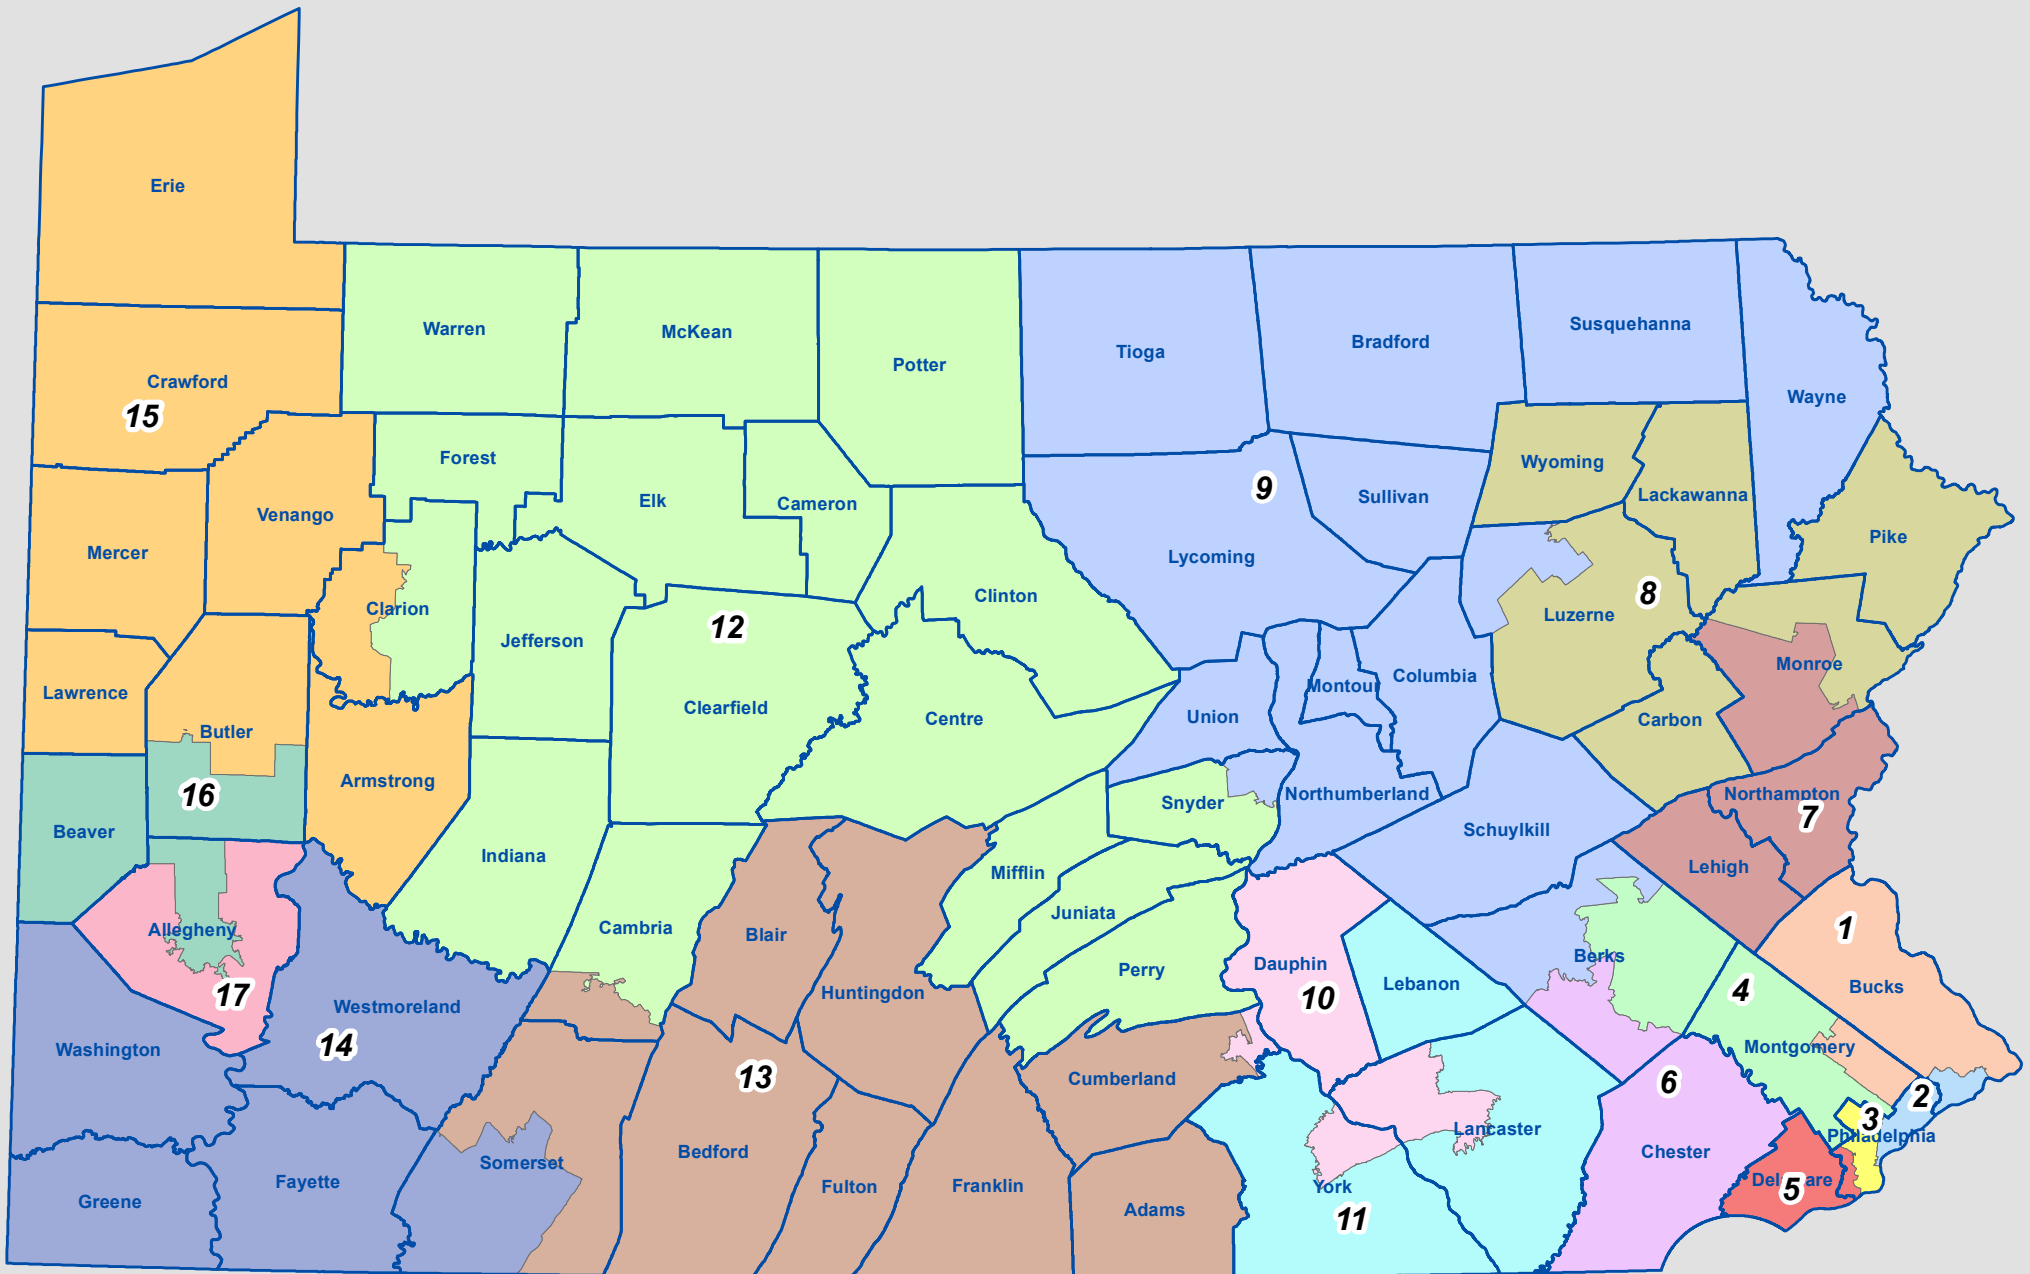 Erie
Warren
McKean
Potter
Tioga
Bradford
Susquehanna
Wayne
Crawford
15
Forest
Elk
Cameron
9
Sullivan
Wyoming
Lackawanna
Venango
Mercer
Pike
Clarion
Jefferson
12
Clinton
Lycoming
8
Luzerne
Lawrence
Butler
Clearfield
Centre
Union
Montour
Columbia
Monroe
Carbon
Armstrong
16
Beaver
Indiana
Snyder
Northumberland
Schuylkill
Northampton
7
Lehigh
Mifflin
Juniata
Allegheny
17
Cambria
Blair
Huntingdon
Perry
Dauphin
10
Lebanon
Berks
1
4
Bucks
Westmoreland
14
Washington
13
Cumberland
Montgomery
6
2
3
Philadelphia
Lancaster
Greene
Fayette
Somerset
Bedford
Fulton
Franklin
Adams
York
11
Chester
Delaware
5